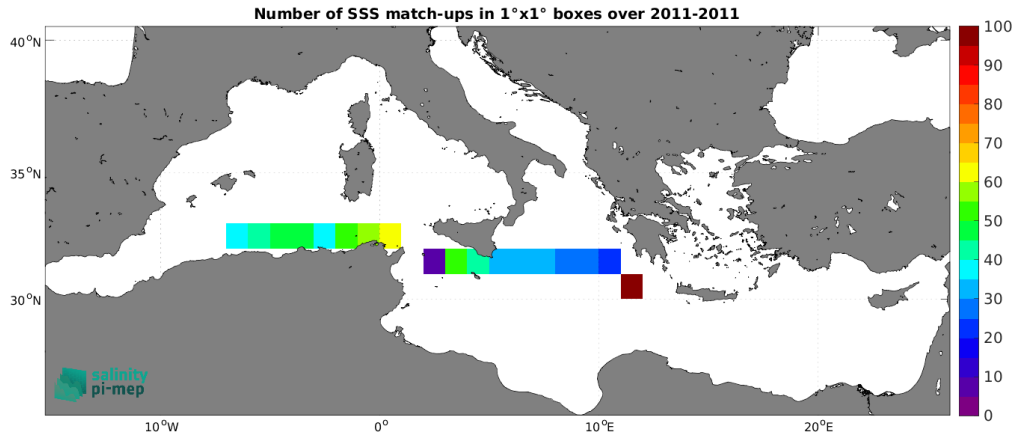 Number of SSS match-ups in 1°x1° boxes over 2011-2011
40°N
35°N
30°N
10°W
0°
10°E
20°E
100
90
80
70
60
50
40
30
20
10
0
salinity
pi-mep